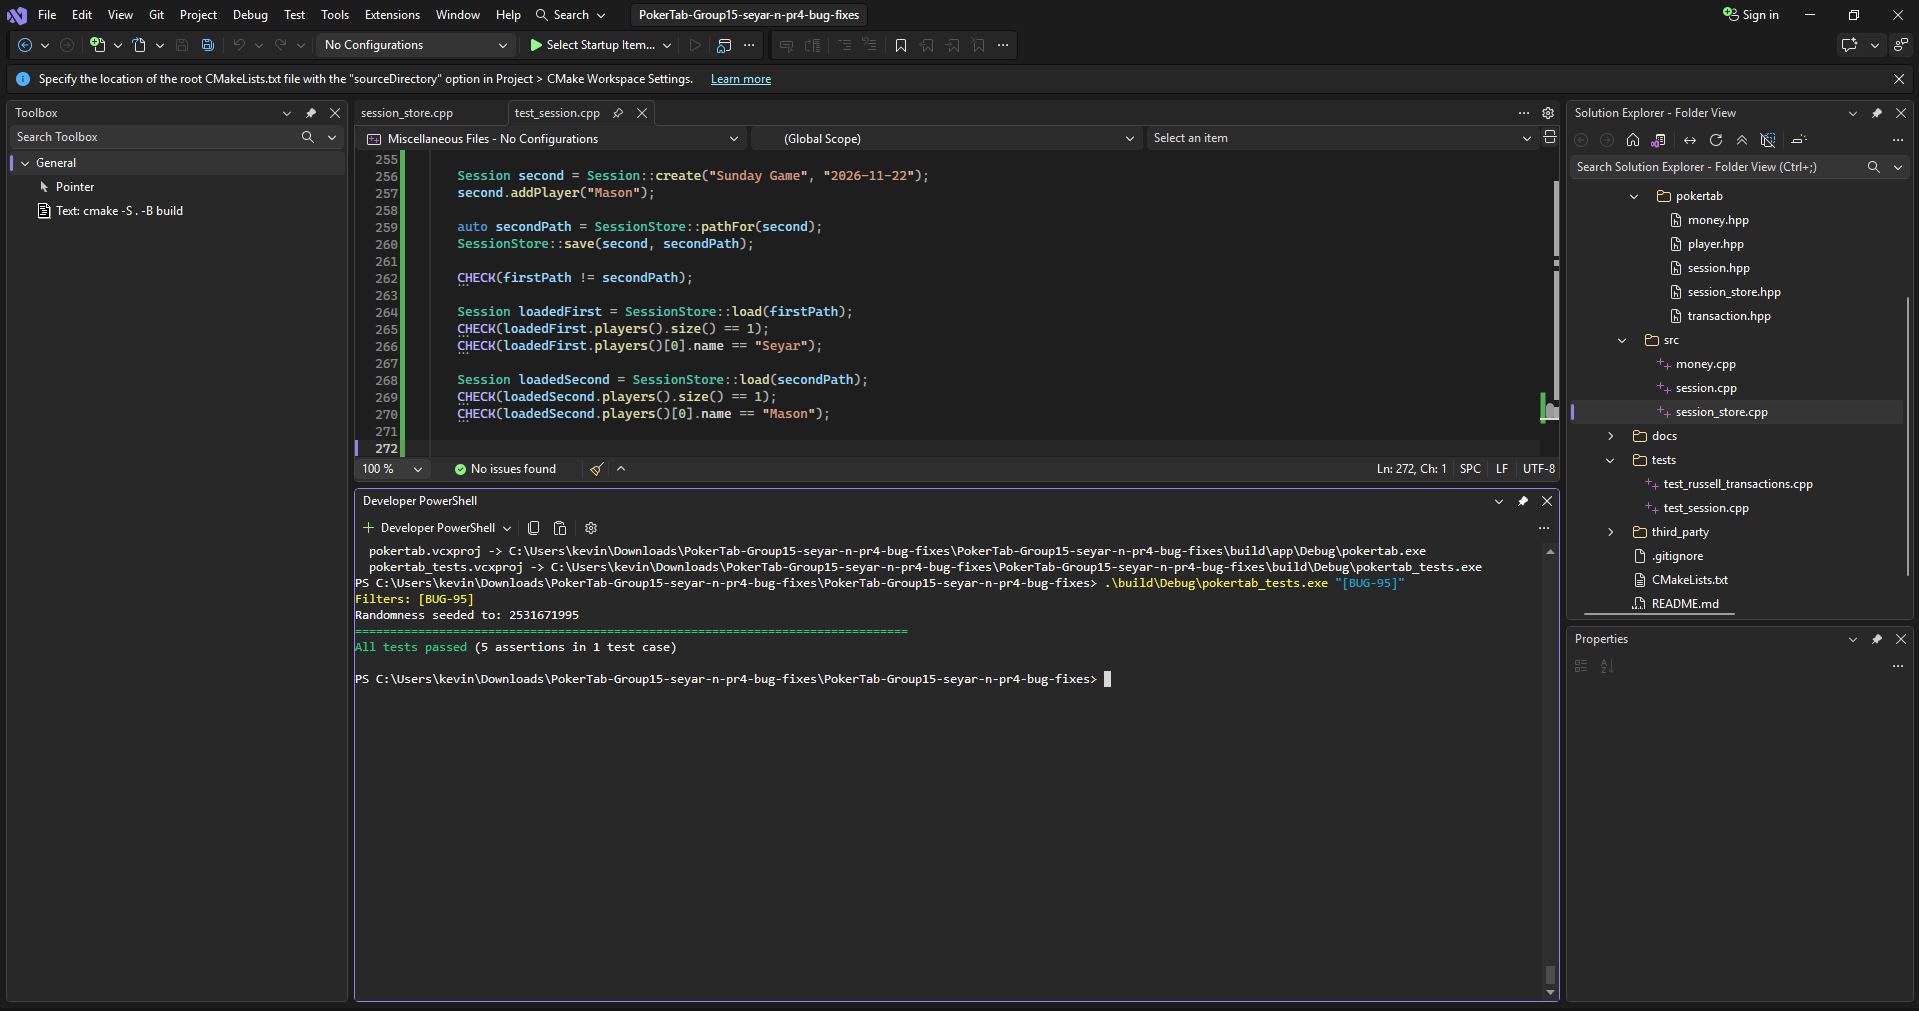 File Edit View Git Project Debug Test Tools Extensions Window Help Search PokerTab-Group15-seyar-n-pr4-bug-fixes Sign in
No Configurations Select Startup Item...
Specify the location of the root CMakeLists.txt file with the "sourceDirectory" option in Project > CMake Workspace Settings. Learn more
Toolbox
Search Toolbox
General
Pointer
Text: cmake -S . -B build
session_store.cpp test_session.cpp
Miscellaneous Files - No Configurations (Global Scope) Select an item
255
256 Session second = Session::create("Sunday Game", "2026-11-22");
257 second.addPlayer("Mason");
258
259 auto secondPath = SessionStore::pathFor(second);
260 SessionStore::save(second, secondPath);
261
262 CHECK(firstPath != secondPath);
263
264 Session loadedFirst = SessionStore::load(firstPath);
265 CHECK(loadedFirst.players().size() == 1);
266 CHECK(loadedFirst.players()[0].name == "Seyar");
267
268 Session loadedSecond = SessionStore::load(secondPath);
269 CHECK(loadedSecond.players().size() == 1);
270 CHECK(loadedSecond.players()[0].name == "Mason");
271
272
100 % No issues found Ln: 272, Ch: 1 SPC LF UTF-8
Developer PowerShell
Developer PowerShell
pokertab.vcxproj -> C:\Users\kevin\Downloads\PokerTab-Group15-seyar-n-pr4-bug-fixes\PokerTab-Group15-seyar-n-pr4-bug-fixes\build\app\Debug\pokertab.exe
pokertab_tests.vcxproj -> C:\Users\kevin\Downloads\PokerTab-Group15-seyar-n-pr4-bug-fixes\PokerTab-Group15-seyar-n-pr4-bug-fixes\build\Debug\pokertab_tests.exe
PS C:\Users\kevin\Downloads\PokerTab-Group15-seyar-n-pr4-bug-fixes\PokerTab-Group15-seyar-n-pr4-bug-fixes> .\build\Debug\pokertab_tests.exe "[BUG-95]"
Filters: [BUG-95]
Randomness seeded to: 2531671995
===============================================================================
All tests passed (5 assertions in 1 test case)
PS C:\Users\kevin\Downloads\PokerTab-Group15-seyar-n-pr4-bug-fixes\PokerTab-Group15-seyar-n-pr4-bug-fixes>
Solution Explorer - Folder View
Search Solution Explorer - Folder View (Ctrl+;)
pokertab
money.hpp
player.hpp
session.hpp
session_store.hpp
transaction.hpp
src
money.cpp
session.cpp
session_store.cpp
docs
tests
test_russell_transactions.cpp
test_session.cpp
third_party
.gitignore
CMakeLists.txt
README.md
Properties